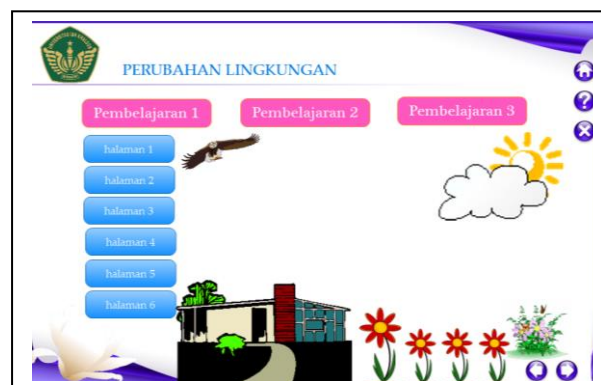 PERUBAHAN LINGKUNGAN
Pembelajaran 1
Pembelajaran 2
Pembelajaran 3
halaman 1
halaman 2
halaman 3
halaman 4
halaman 5
halaman 6
?